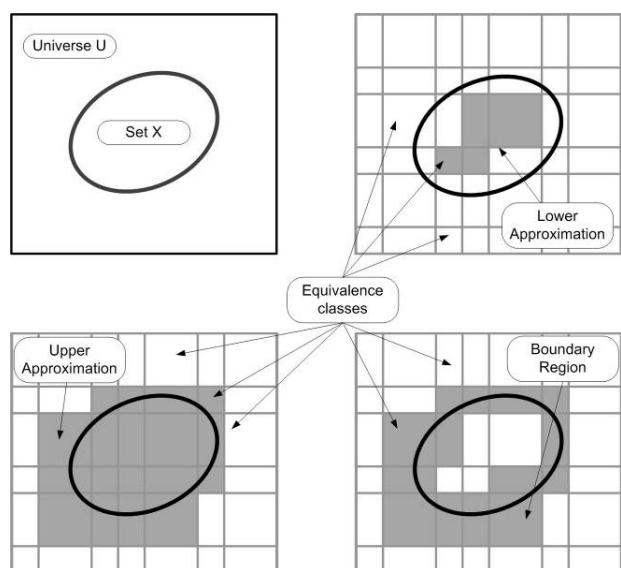 Universe U
Set X
Lower
Approximation
Equivalence
classes
Upper
Approximation
Boundary
Region